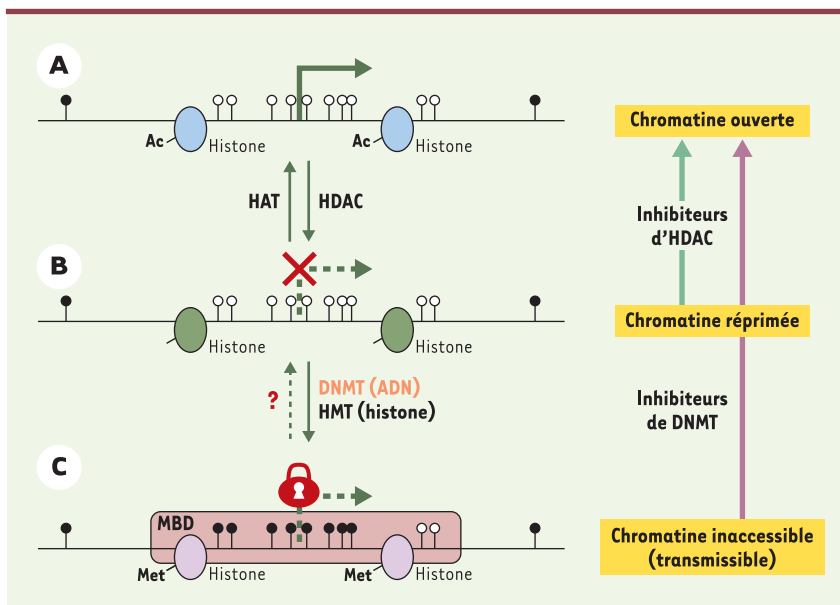 A
Ac
Histone
Ac
Histone
Chromatine ouverte
HAT
HDAC
Inhibiteurs
d'HDAC
B
Histone
Histone
Chromatine réprimée
?
DNMT (ADN)
HMT (histone)
Inhibiteurs
de DNMT
C
MBD
Met
Histone
Met
Histone
Chromatine inaccessible
(transmissible)